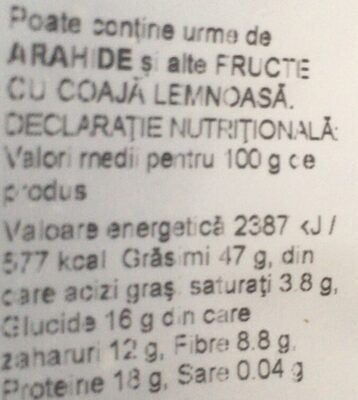 Poate conține urme de
ARAHIDE și alte FRUCTE
CU COAJĂ LEMNOASĂ.
DECLARAȚIE NUTRIȚIONALĂ:
Valori medii pentru 100 g de
produs
Valoare energetică 2387 kJ /
577 kcal Grăsimi 47 g, din
care acizi grași saturați 3.8 g,
Glucide 16 g din care
zaharuri 12 g, Fibre 8.8 g,
Proteine 18 g, Sare 0.04 g